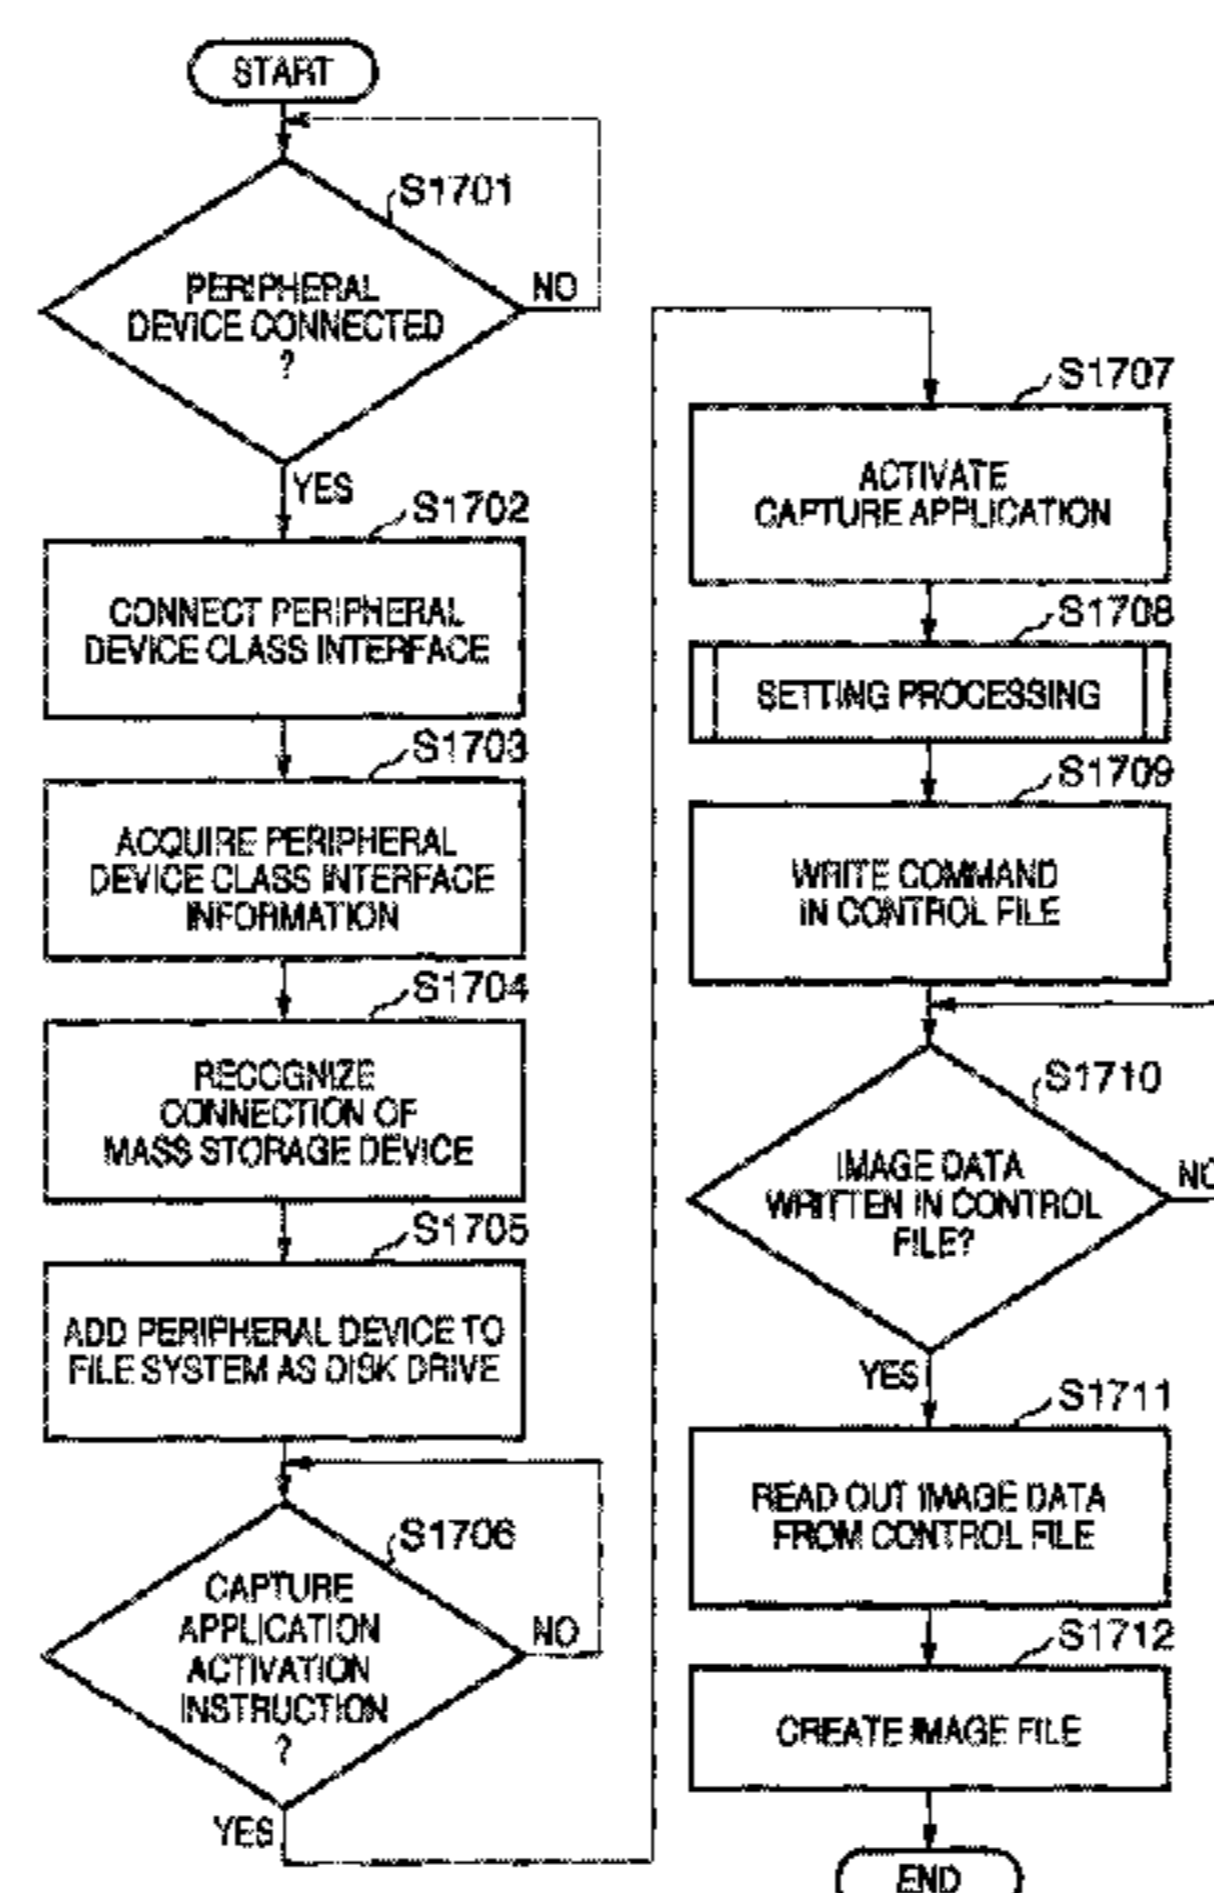 START
S1701
PERIPHERAL
DEVICE CONNECTED
?
NO
YES
S1702
CONNECT PERIPHERAL
DEVICE CLASS INTERFACE
S1703
ACQUIRE PERIPHERAL
DEVICE CLASS INTERFACE
INFORMATION
S1704
RECOGNIZE
CONNECTION OF
MASS STORAGE DEVICE
S1705
ADD PERIPHERAL DEVICE TO
FILE SYSTEM AS DISK DRIVE
S1706
CAPTURE
APPLICATION
ACTIVATION
INSTRUCTION
?
NO
YES
S1707
ACTIVATE
CAPTURE APPLICATION
S1708
SETTING PROCESSING
S1709
WRITE COMMAND
IN CONTROL FILE
S1710
IMAGE DATA
WRITTEN IN CONTROL
FILE?
NO
YES
S1711
READ OUT IMAGE DATA
FROM CONTROL FILE
S1712
CREATE IMAGE FILE
END